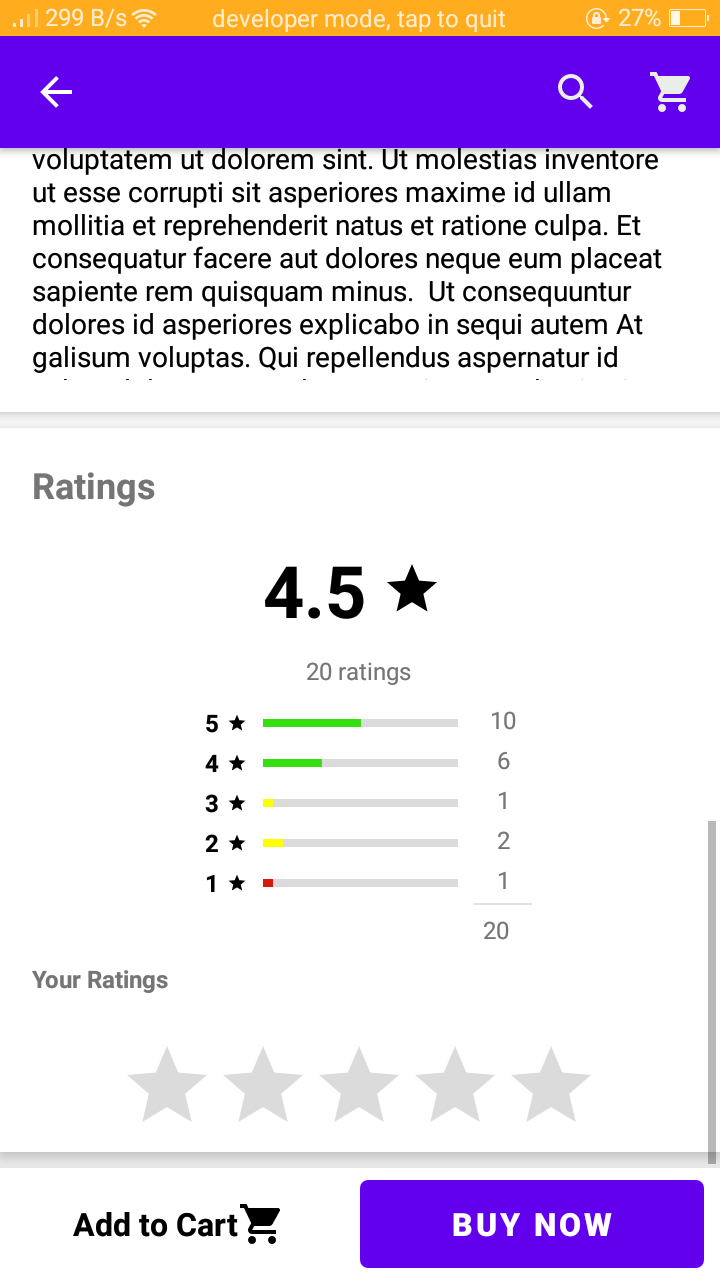 299 B/s developer mode, tap to quit 27%
voluptatem ut dolorem sint. Ut molestias inventore
ut esse corrupti sit asperiores maxime id ullam
mollitia et reprehenderit natus et ratione culpa. Et
consequatur facere aut dolores neque eum placeat
sapiente rem quisquam minus.  Ut consequuntur
dolores id asperiores explicabo in sequi autem At
galisum voluptas. Qui repellendus aspernatur id
Ratings
4.5
20 ratings
5 10
4 6
3 1
2 2
1 1
20
Your Ratings
Add to Cart BUY NOW